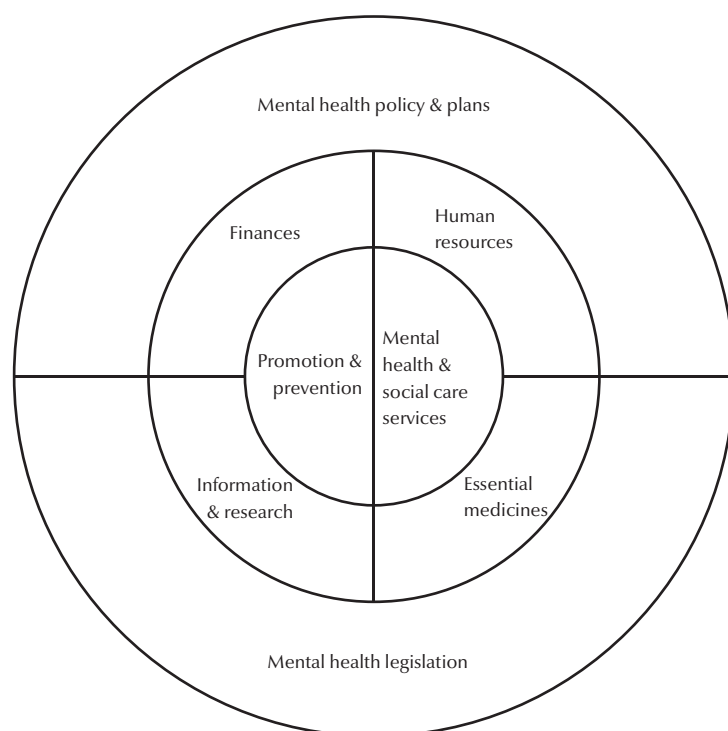 Mental health policy & plans
Finances
Human
resources
Promotion &
prevention
Mental
health &
social care
services
Information
& research
Essential
medicines
Mental health legislation